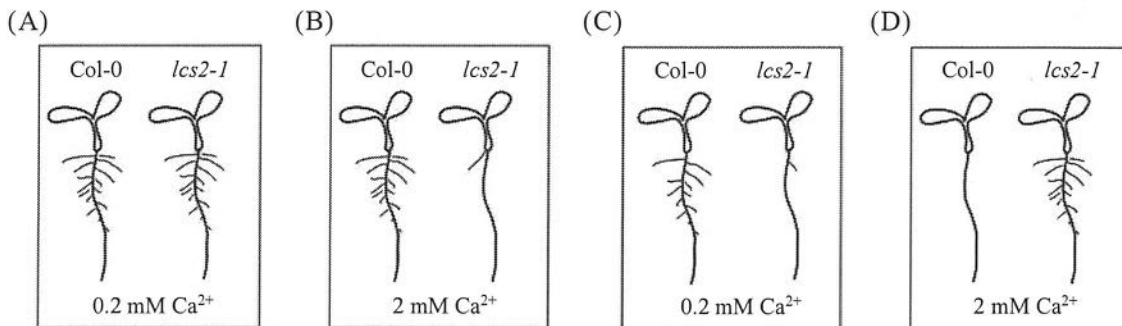 (A) (B) (C) (D)
Col-0 lcs2-1 Col-0 lcs2-1 Col-0 lcs2-1 Col-0 lcs2-1
0.2 mM Ca²⁺ 2 mM Ca²⁺ 0.2 mM Ca²⁺ 2 mM Ca²⁺